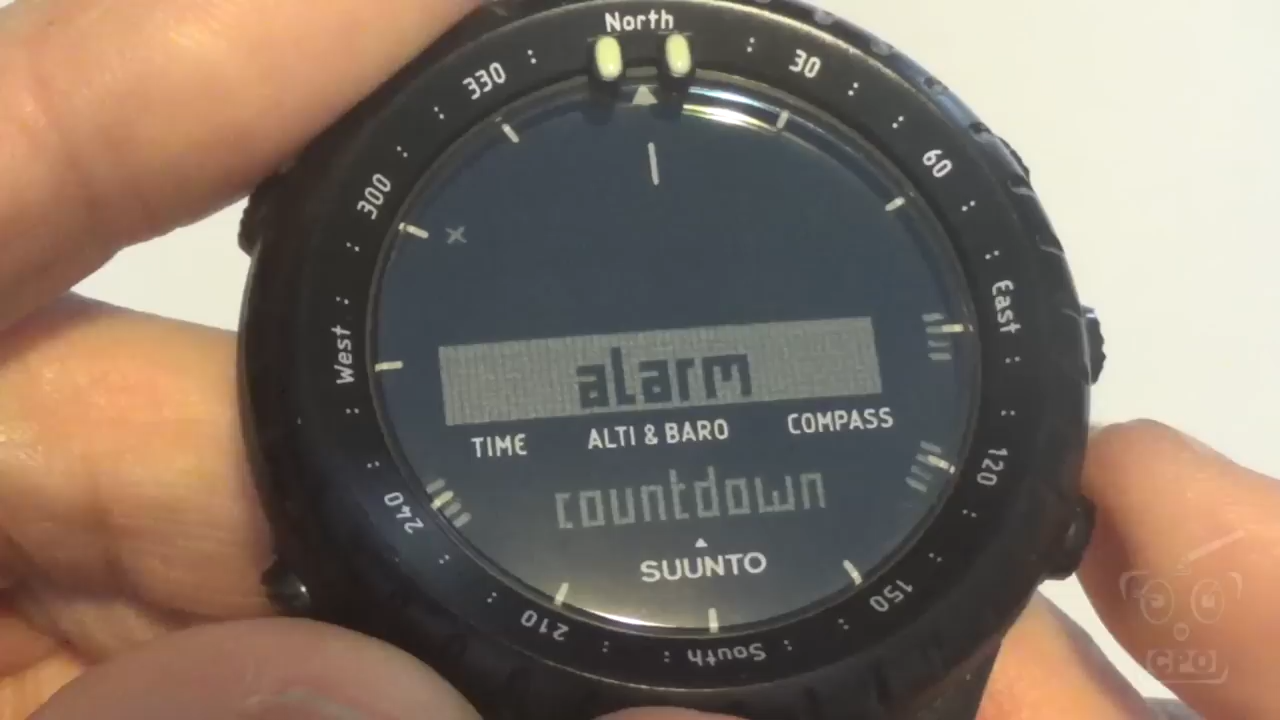 North
30
60
East
120
150
South
210
240
West
300
330
alarm
TIME ALTI & BARO COMPASS
countdown
SUUNTO
CPO